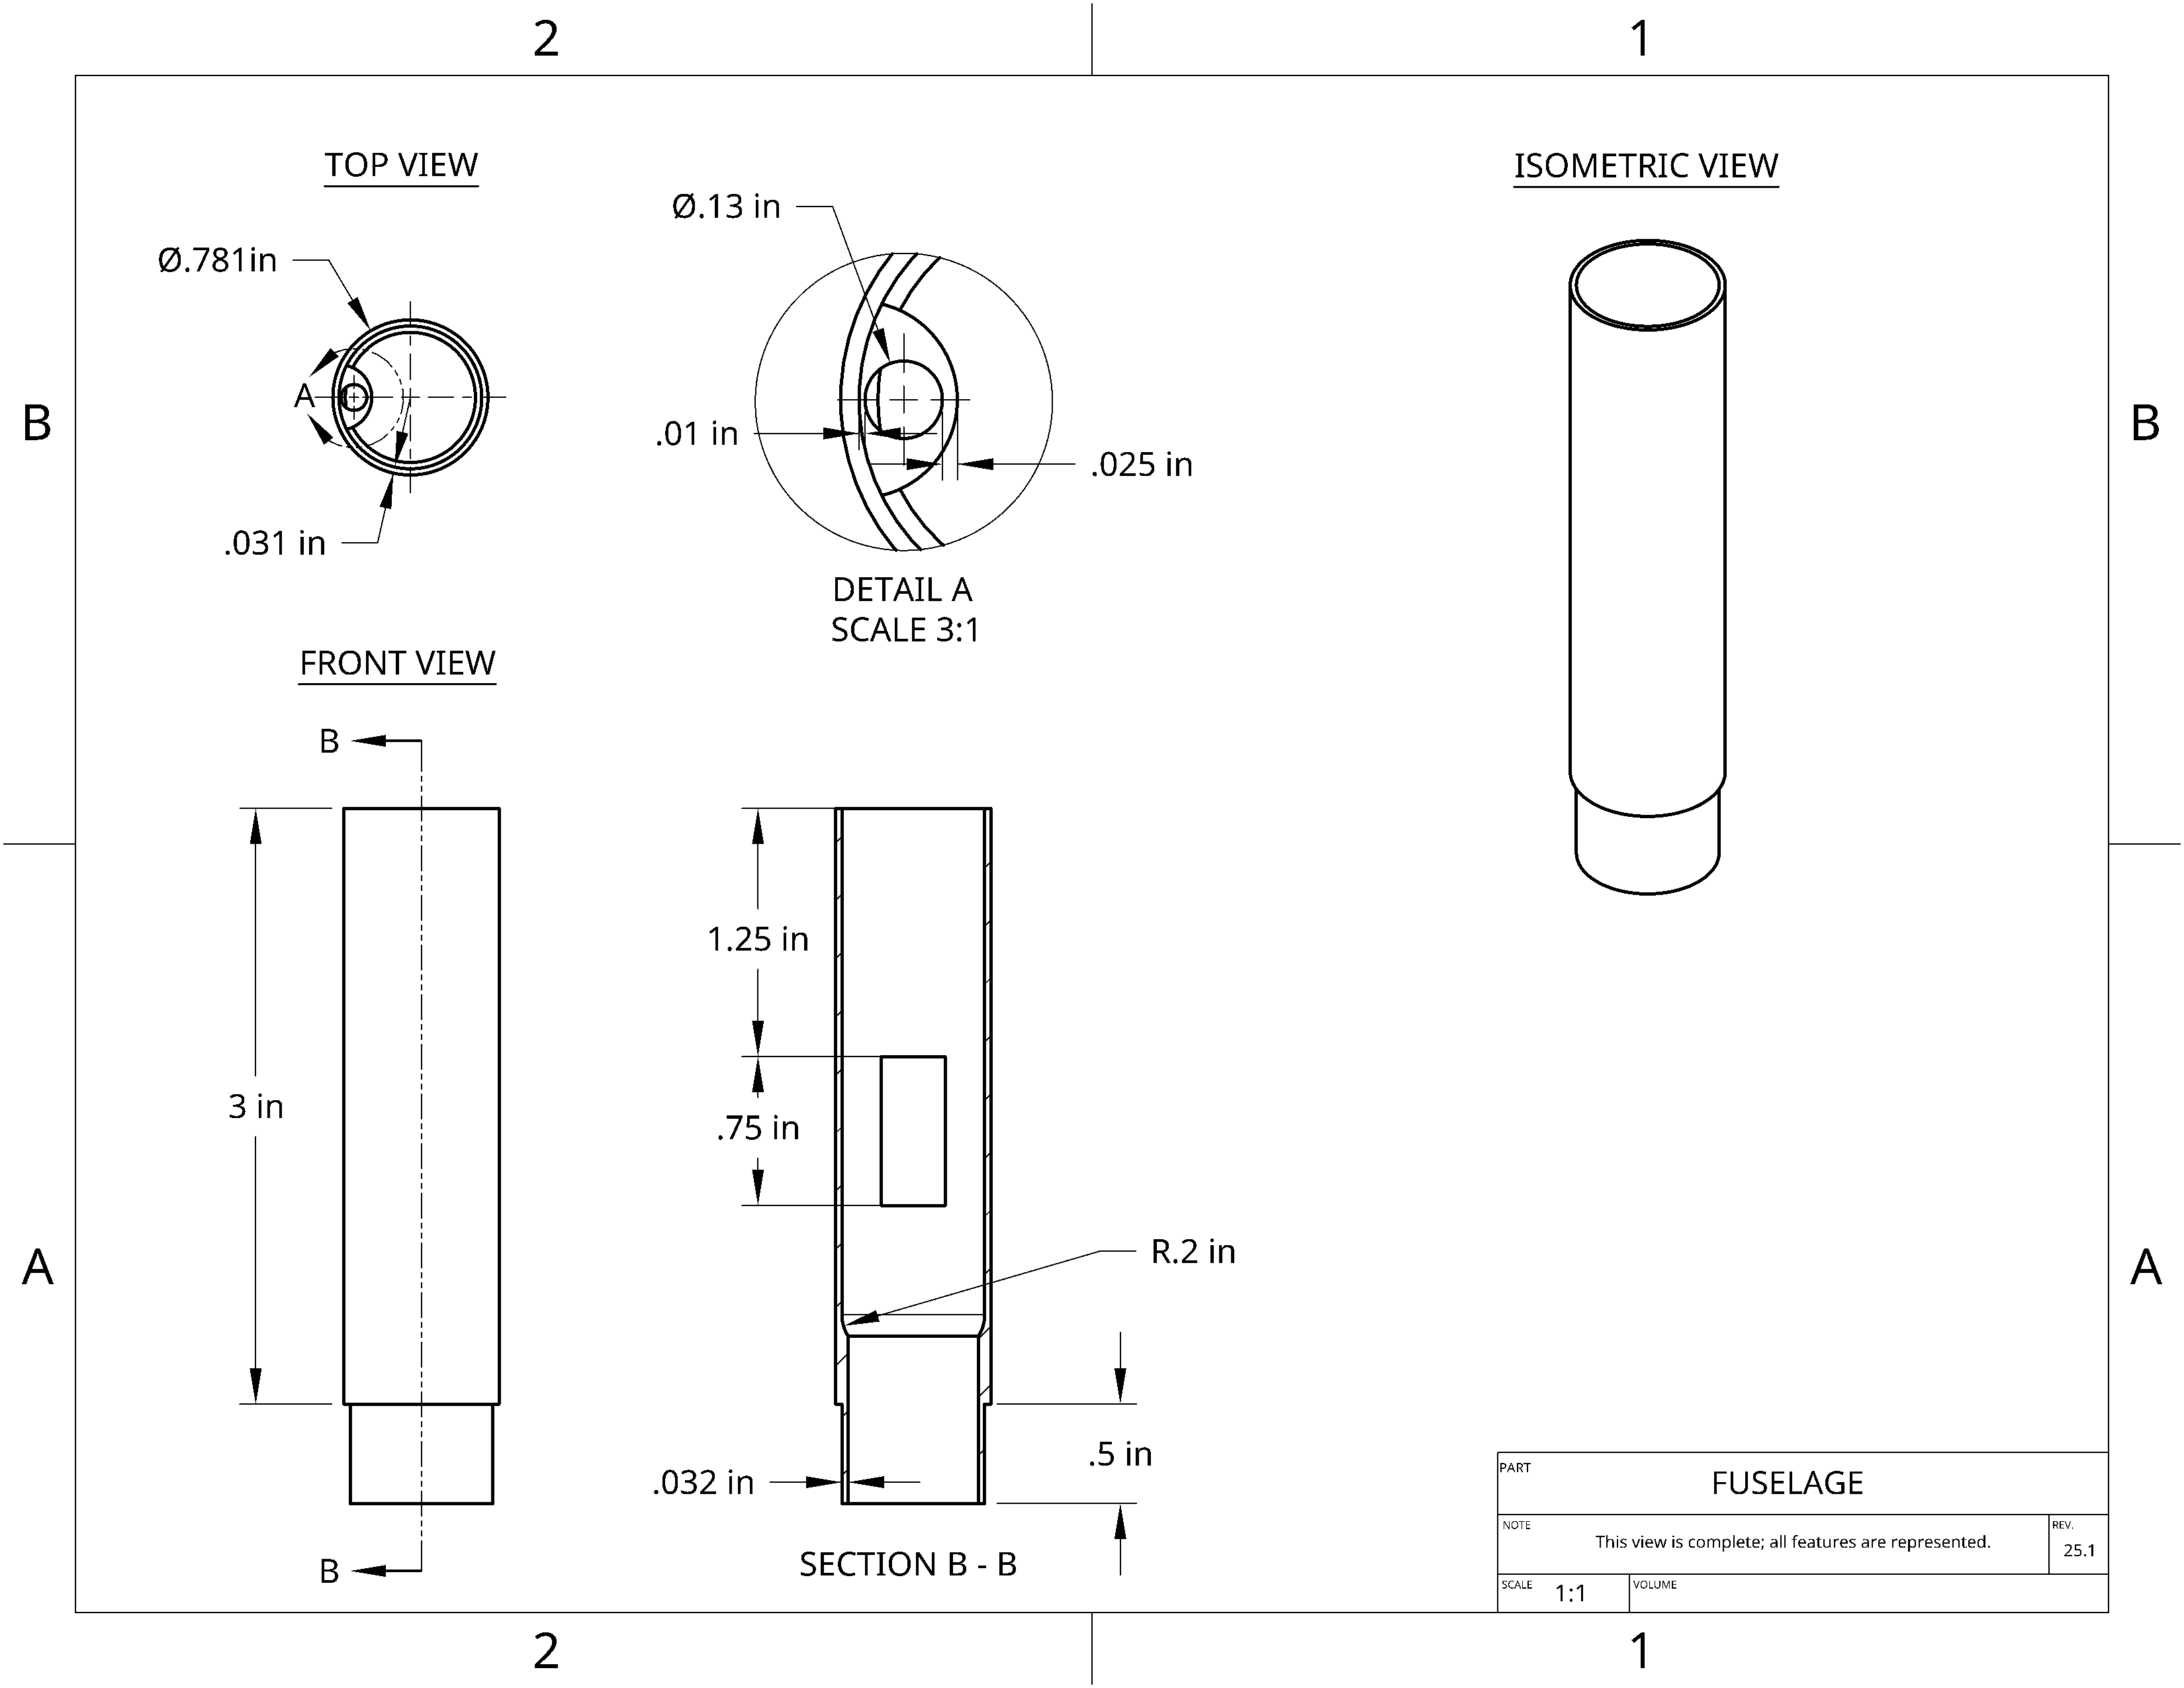 2
1
TOP VIEW
ISOMETRIC VIEW
Ø.13 in
Ø.781in
A
B
B
.01 in
.025 in
.031 in
DETAIL A
SCALE 3:1
FRONT VIEW
B
1.25 in
3 in
.75 in
R.2 in
A
A
.5 in
.032 in
B
SECTION B - B
PART
FUSELAGE
NOTE
This view is complete; all features are represented.
REV.
25.1
SCALE
1:1
VOLUME
2
1